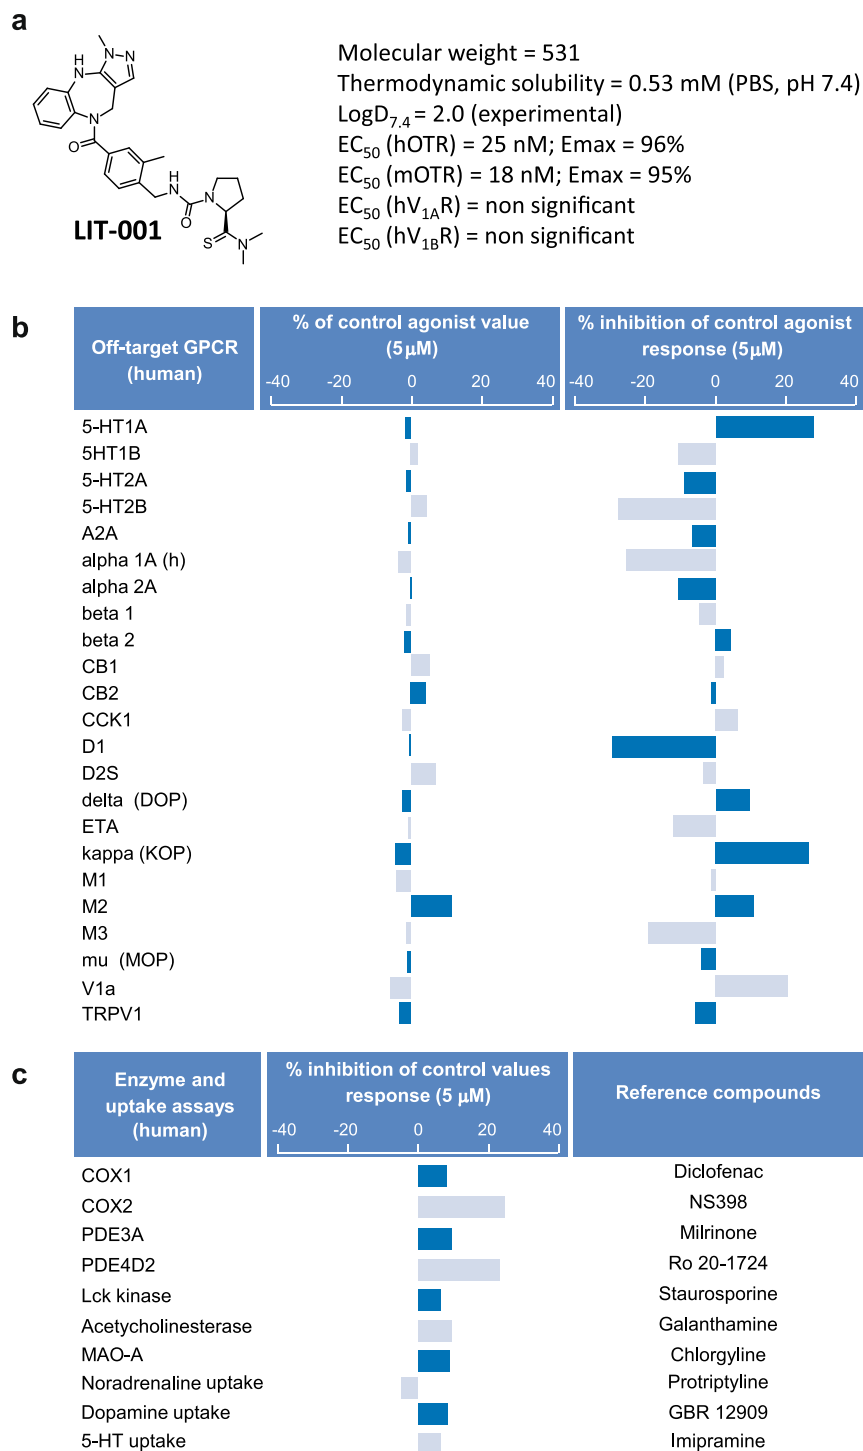 a
N
N
H
N
N
O
NH
N
O
S
N
LIT-001
Molecular weight = 531
Thermodynamic solubility = 0.53 mM (PBS, pH 7.4)
LogD7.4 = 2.0 (experimental)
EC50 (hOTR) = 25 nM; Emax = 96%
EC50 (mOTR) = 18 nM; Emax = 95%
EC50 (hV1AR) = non significant
EC50 (hV1BR) = non significant
b
Off-target GPCR
(human)
% of control agonist value
(5μM)
-40 -20 0 20 40
% inhibition of control agonist
response (5μM)
-40 -20 0 20 40
5-HT1A
5HT1B
5-HT2A
5-HT2B
A2A
alpha 1A (h)
alpha 2A
beta 1
beta 2
CB1
CB2
CCK1
D1
D2S
delta (DOP)
ETA
kappa (KOP)
M1
M2
M3
mu (MOP)
V1a
TRPV1
c
Enzyme and
uptake assays
(human)
% inhibition of control values
response (5 μM)
-40 -20 0 20 40
Reference compounds
COX1 Diclofenac
COX2 NS398
PDE3A Milrinone
PDE4D2 Ro 20-1724
Lck kinase Staurosporine
Acetycholinesterase Galanthamine
MAO-A Chlorgyline
Noradrenaline uptake Protriptyline
Dopamine uptake GBR 12909
5-HT uptake Imipramine